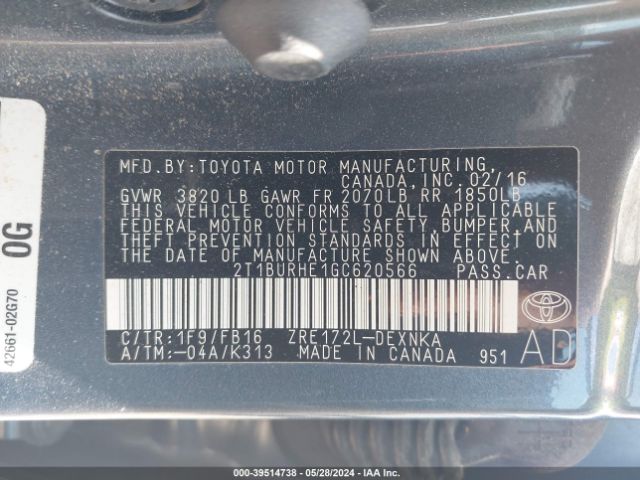 MFD.BY:TOYOTA MOTOR MANUFACTURING,
CANADA,INC.02/16
GVWR 3820 LB GAWR FR 2070LB RR 1850LB
THIS VEHICLE CONFORMS TO ALL APPLICABLE
FEDERAL MOTOR VEHICLE SAFETY,BUMPER,AND
THEFT PREVENTION STANDARDS IN EFFECT ON
THE DATE OF MANUFACTURE SHOWN ABOVE.
2T1BURHE1GC620566 PASS.CAR
C/TR:1F9/FB16 ZRE172L-DEXNKA
A/TM:-04A/K313 MADE IN CANADA 951
AD
0G
42661-02G70
000-39514738 - 05/28/2024 - IAA Inc.